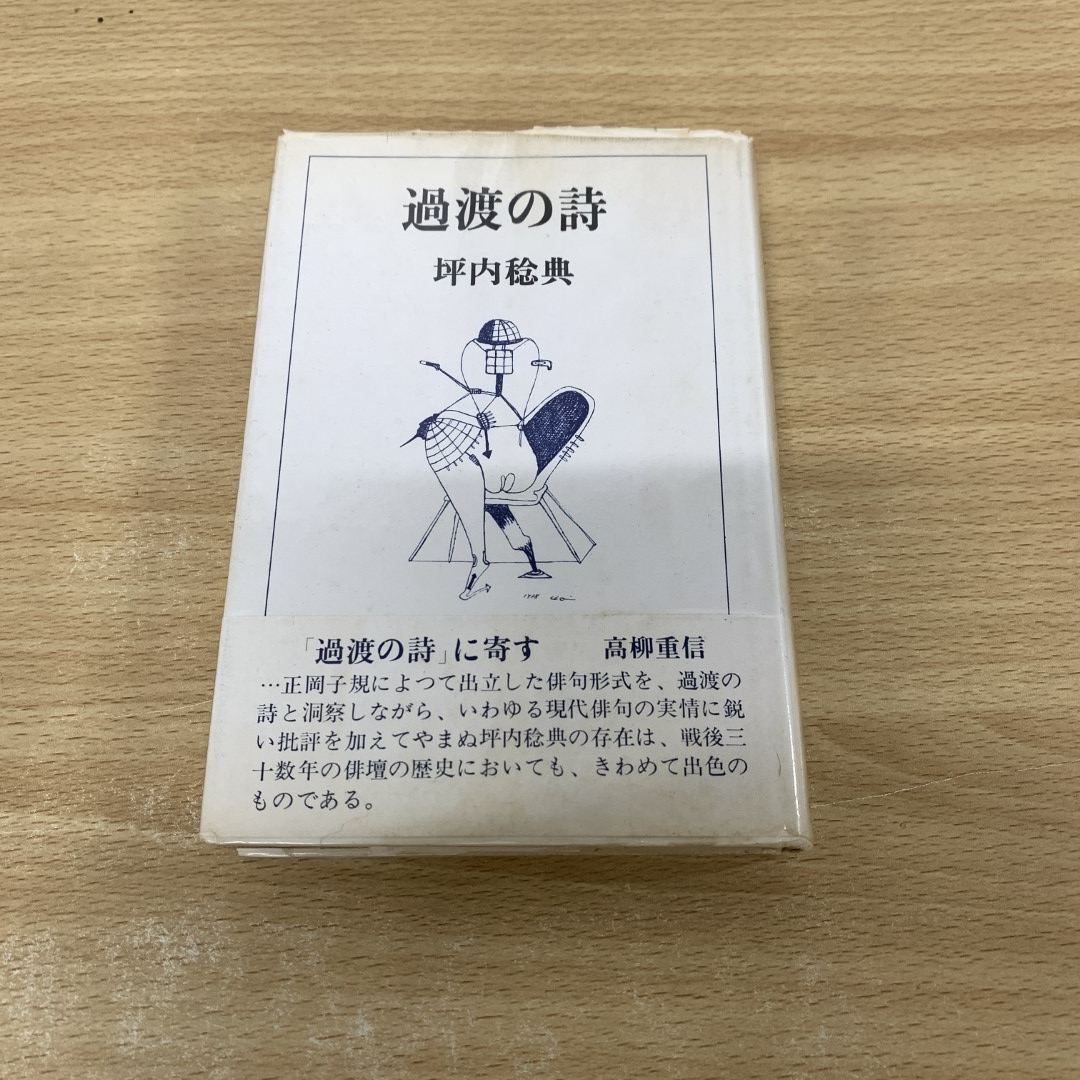 過渡の詩
坪内稔典
「過渡の詩」に寄す　高柳重信
…正岡子規によつて出立した俳句形式を、過渡の
詩と洞察しながら、いわゆる現代俳句の実情に鋭
い批評を加えてやまぬ坪内稔典の存在は、戦後三
十数年の俳壇の歴史においても、きわめて出色の
ものである。